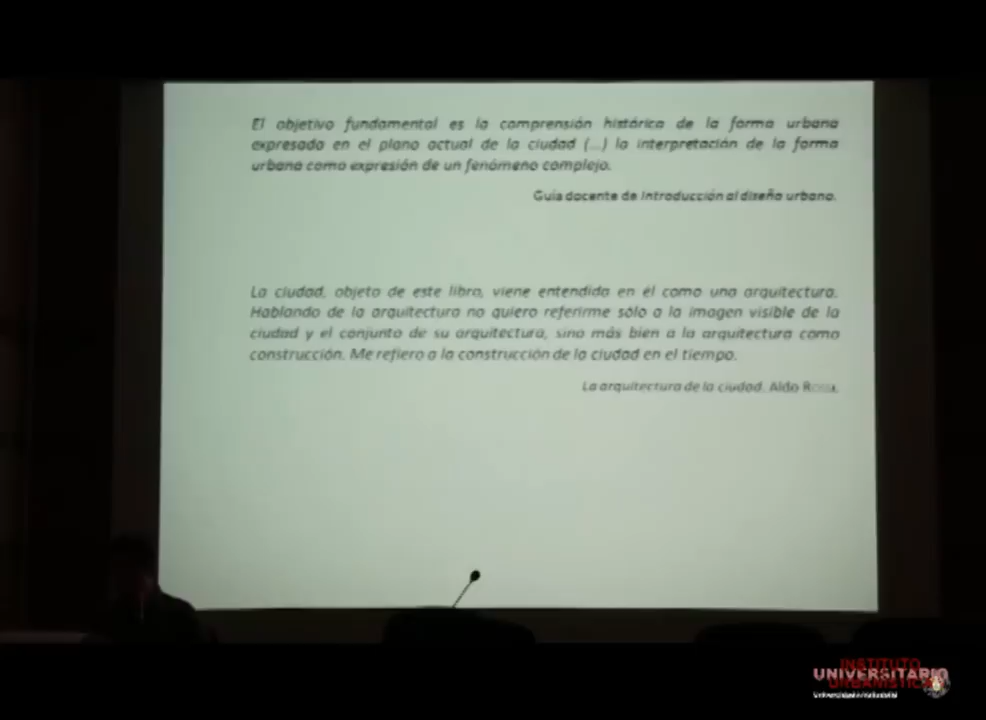 El objetivo fundamental es la comprensión histórica de la forma urbana
expresada en el plano actual de la ciudad (...) la interpretación de la forma
urbana como expresión de un fenómeno complejo.
Guía docente de Introducción al diseño urbano.
La ciudad, objeto de este libro, viene entendida en él como una arquitectura.
Hablando de la arquitectura no quiero referirme sólo a la imagen visible de la
ciudad y el conjunto de su arquitectura, sino más bien a la arquitectura como
construcción. Me refiero a la construcción de la ciudad en el tiempo.
La arquitectura de la ciudad. Aldo Rossi.
INSTITUTO
UNIVERSITARIO